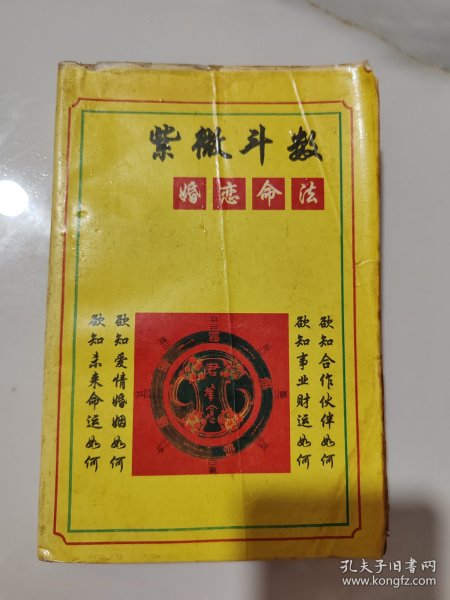 紫微斗数
婚恋命法
欲知合作伙伴如何
欲知事业财运如何
欲知爱情婚姻如何
欲知未来命运如何
孔夫子旧书网
www.kongfz.com